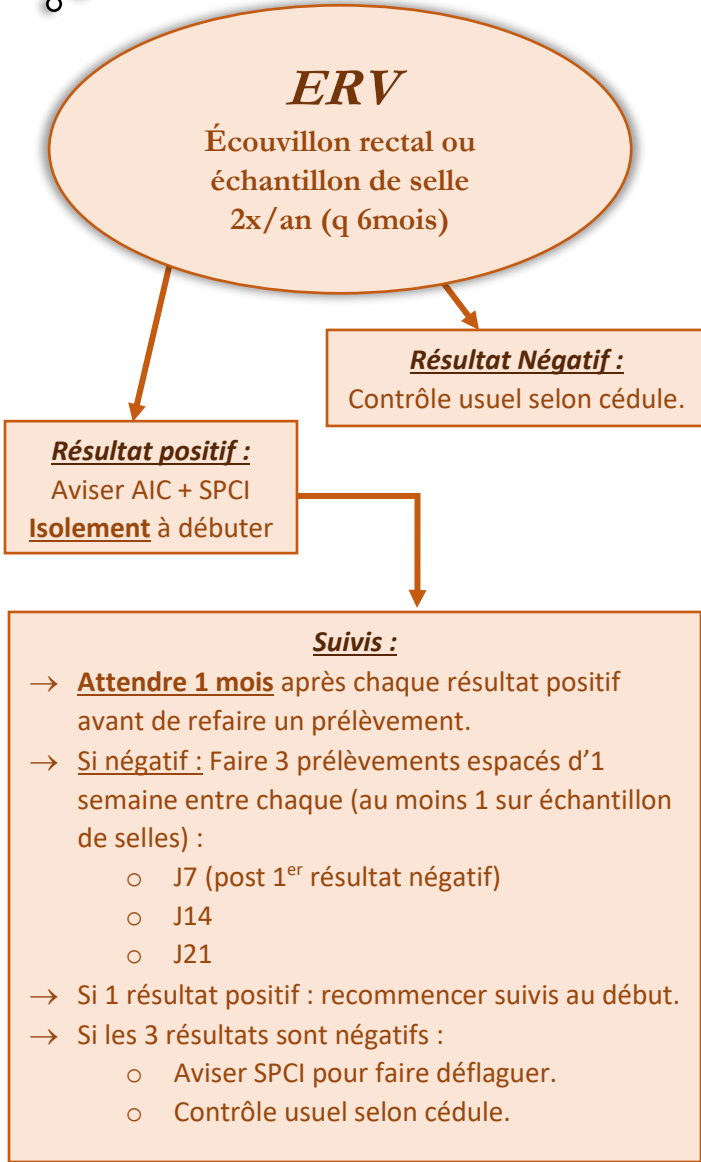 ERV
Écouvillon rectal ou
échantillon de selle
2x/an (q 6mois)
Résultat Négatif :
Contrôle usuel selon cédule.
Résultat positif :
Aviser AIC + SPCI
Isolement à débuter
Suivis :
→ Attendre 1 mois après chaque résultat positif
avant de refaire un prélèvement.
→ Si négatif : Faire 3 prélèvements espacés d’1
semaine entre chaque (au moins 1 sur échantillon
de selles) :
o J7 (post 1er résultat négatif)
o J14
o J21
→ Si 1 résultat positif : recommencer suivis au début.
→ Si les 3 résultats sont négatifs :
o Aviser SPCI pour faire déflaguer.
o Contrôle usuel selon cédule.